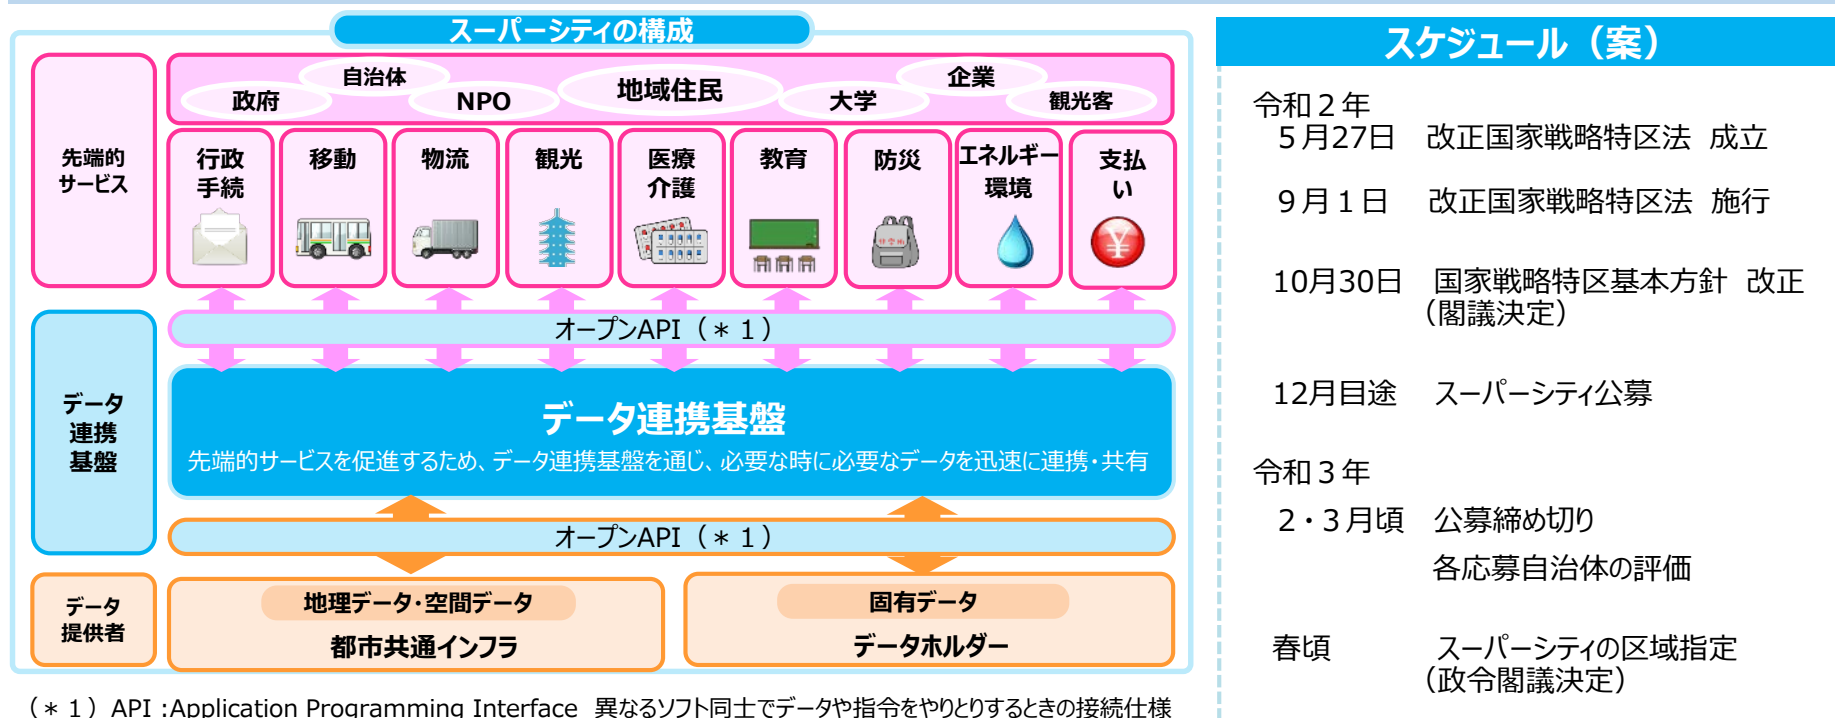 スーパーシティの構成
自治体
企業
政府
NPO
地域住民
大学
観光客
先端的
サービス
行政
手続
移動
物流
観光
医療
介護
教育
防災
エネルギー
環境
支払
い
オープンAPI（＊１）
データ
連携
基盤
データ連携基盤
先端的サービスを促進するため、データ連携基盤を通じ、必要な時に必要なデータを迅速に連携・共有
オープンAPI（＊１）
データ
提供者
地理データ・空間データ
都市共通インフラ
固有データ
データホルダー
（＊１）API :Application Programming Interface 異なるソフト同士でデータや指令をやりとりするときの接続仕様
スケジュール（案）
令和２年
５月27日 改正国家戦略特区法 成立
９月１日 改正国家戦略特区法 施行
10月30日 国家戦略特区基本方針 改正
（閣議決定）
12月目途 スーパーシティ公募
令和３年
２・３月頃 公募締め切り
各応募自治体の評価
春頃 スーパーシティの区域指定
（政令閣議決定）